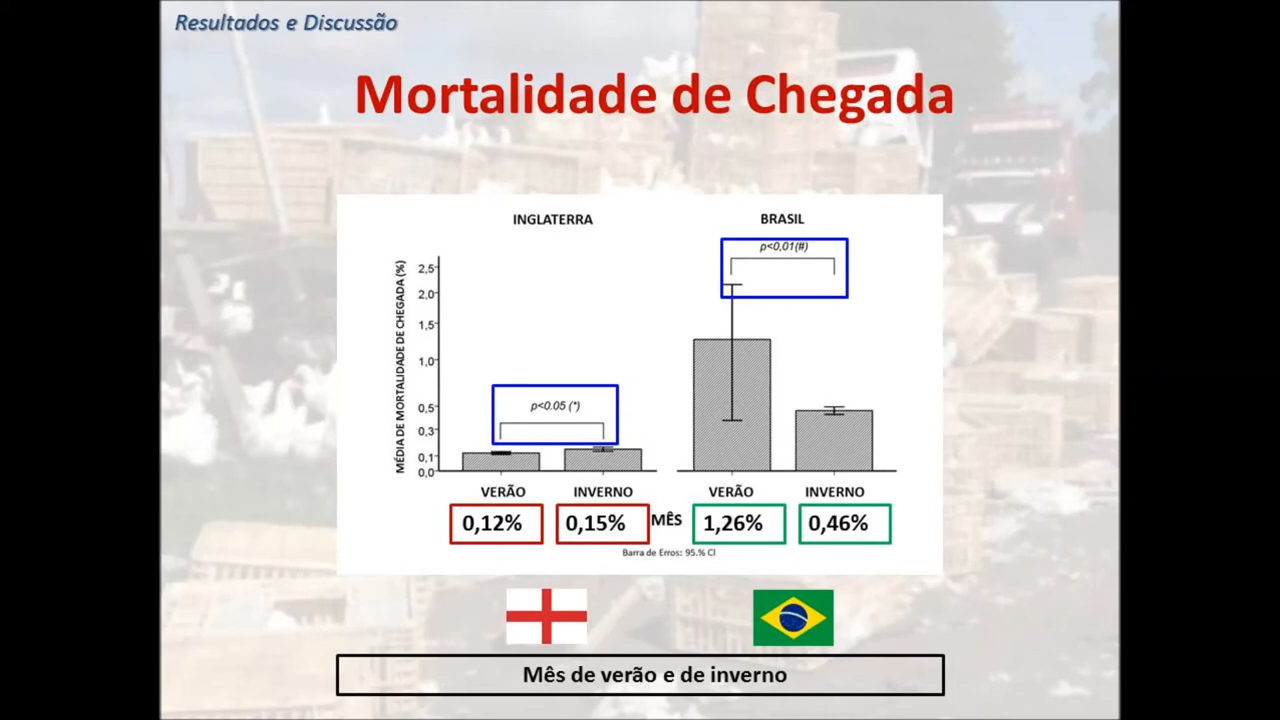 Resultados e Discussão
Mortalidade de Chegada
INGLATERRA
BRASIL
p<0,01(#)
MÉDIA DE MORTALIDADE DE CHEGADA (%)
2,5
2,0
1,5
1,0
0,5
0,3
0,1
0,0
p<0.05 (*)
VERÃO INVERNO VERÃO INVERNO
0,12% 0,15% MÊS 1,26% 0,46%
Barra de Erros: 95.% CI
Mês de verão e de inverno